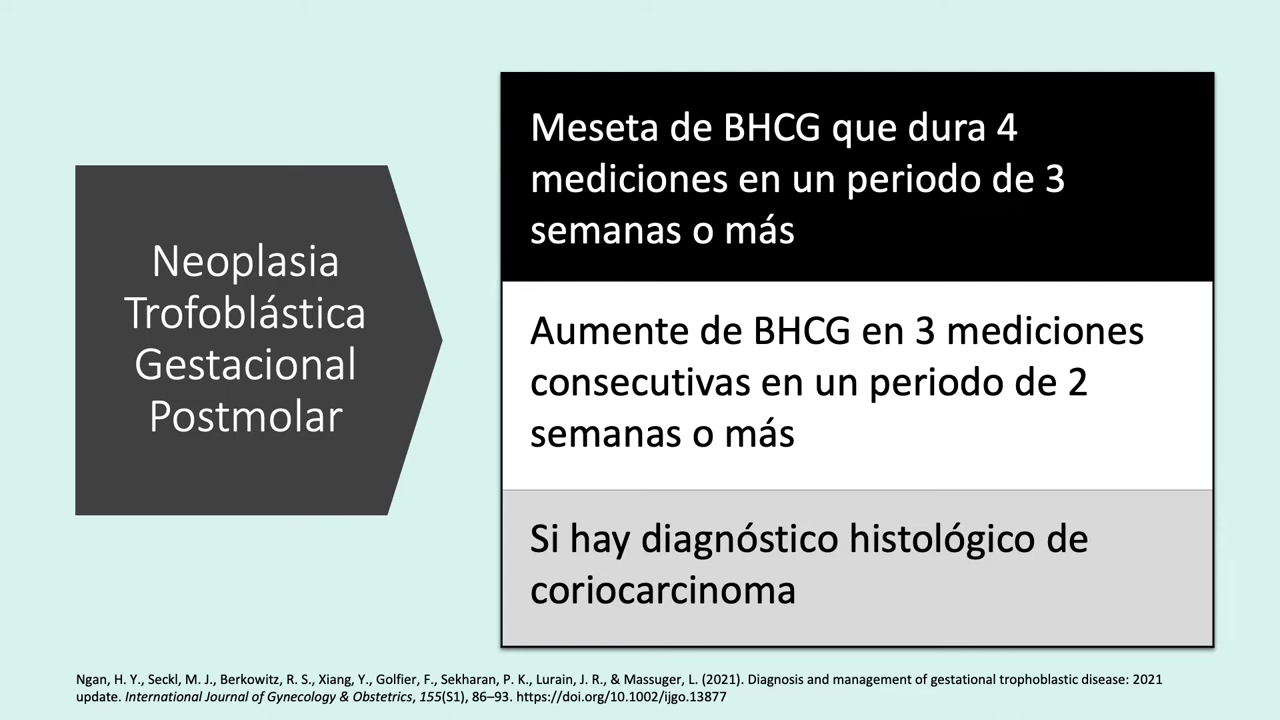 Neoplasia
Trofoblástica
Gestacional
Postmolar
Meseta de BHCG que dura 4
mediciones en un periodo de 3
semanas o más
Aumente de BHCG en 3 mediciones
consecutivas en un periodo de 2
semanas o más
Si hay diagnóstico histológico de
coriocarcinoma
Ngan, H. Y., Seckl, M. J., Berkowitz, R. S., Xiang, Y., Golfier, F., Sekharan, P. K., Lurain, J. R., & Massuger, L. (2021). Diagnosis and management of gestational trophoblastic disease: 2021
update. International Journal of Gynecology & Obstetrics, 155(S1), 86–93. https://doi.org/10.1002/ijgo.13877